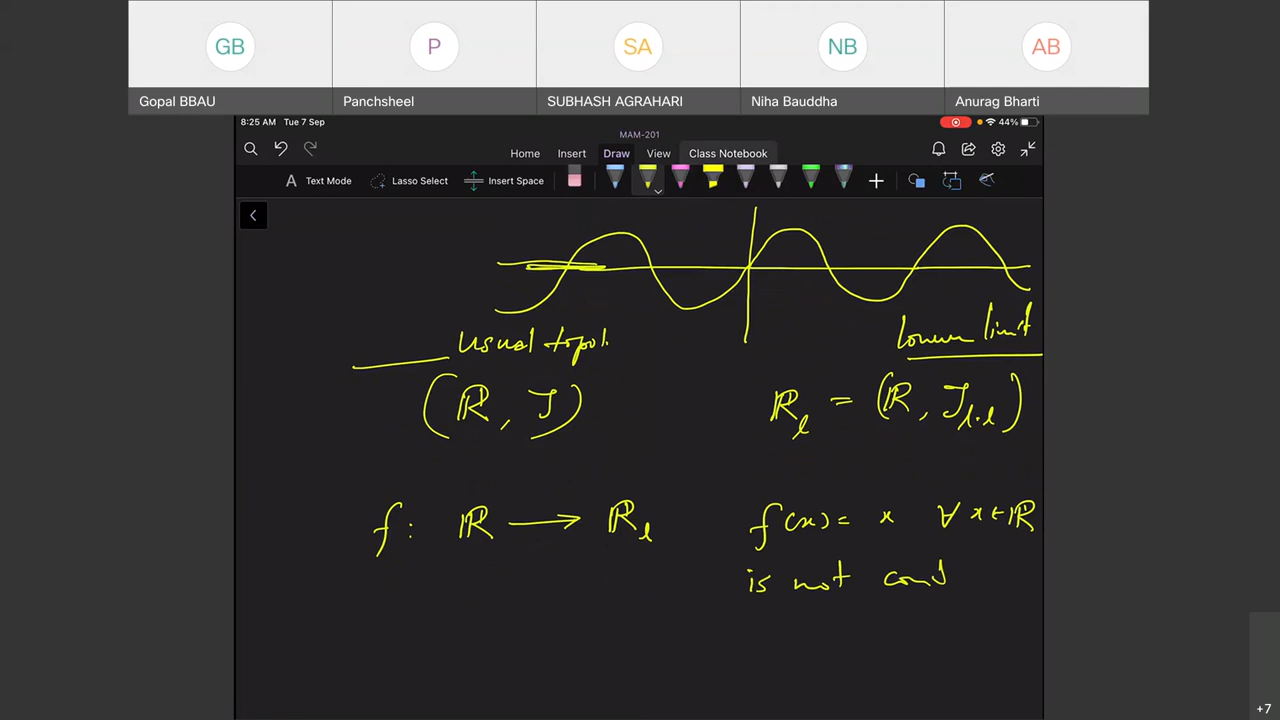 GB P SA NB AB
Gopal BBAU Panchsheel SUBHASH AGRAHARI Niha Bauddha Anurag Bharti
8:25 AM Tue 7 Sep 44%
MAM-201
Home Insert Draw View Class Notebook
Text Mode Lasso Select Insert Space
usual topol. lower limit
(ℝ, J) ℝ_l = (ℝ, J_l.l)
f: ℝ ⟶ ℝ_l f(x) = x ∀ x ∈ ℝ
is not cont
+7